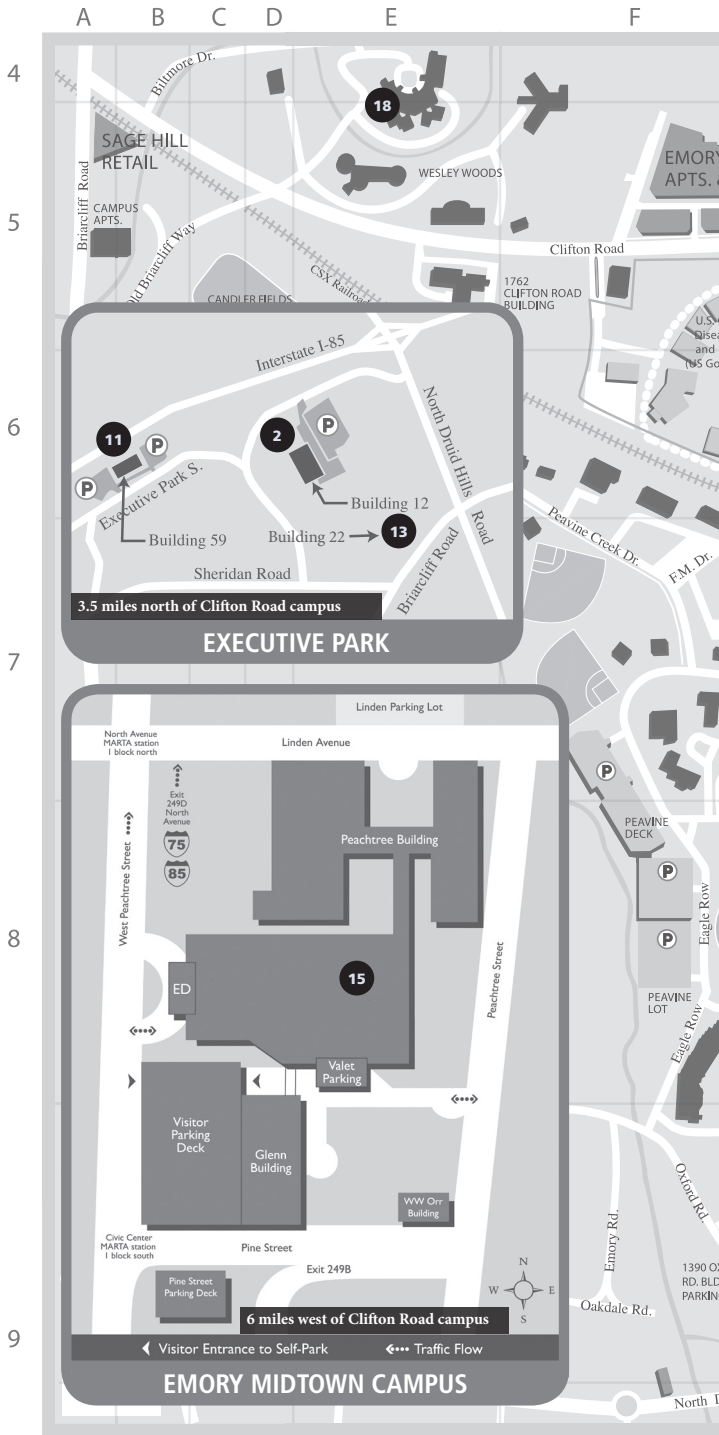 A B C D E F
4
Biltmore Dr.
18
SAGE HILL
RETAIL
WESLEY WOODS
EMORY
APTS. &
Briarcliff Road
5
CAMPUS
APTS.
Old Briarcliff Way
Clifton Road
CANDLER FIELDS
CSX Railroad
1762
CLIFTON ROAD
BUILDING
U.S.
Disea
and
(US Go
Interstate I-85
6
11
P
2
P
North Druid Hills
Road
P
Executive Park S.
Building 12
Building 59
Building 22
13
Briarcliff Road
Sheridan Road
Peavine Creek Dr.
F.M. Dr.
3.5 miles north of Clifton Road campus
EXECUTIVE PARK
7
Linden Parking Lot
North Avenue
MARTA station
1 block north
Linden Avenue
Exit
249D
North
Avenue
75
85
West Peachtree Street
Peachtree Building
P
PEAVINE
DECK
P
Eagle Row
8
P
ED
15
Peachtree Street
PEAVINE
LOT
Eagle Row
Valet
Parking
Visitor
Parking
Deck
Glenn
Building
WW Orr
Building
Oxford Rd.
Emory Rd.
Civic Center
MARTA station
1 block south
Pine Street
Exit 249B
Pine Street
Parking Deck
N
W E
S
1390 OX
RD. BLD
PARKIN
Oakdale Rd.
6 miles west of Clifton Road campus
9
Visitor Entrance to Self-Park
Traffic Flow
EMORY MIDTOWN CAMPUS
North D